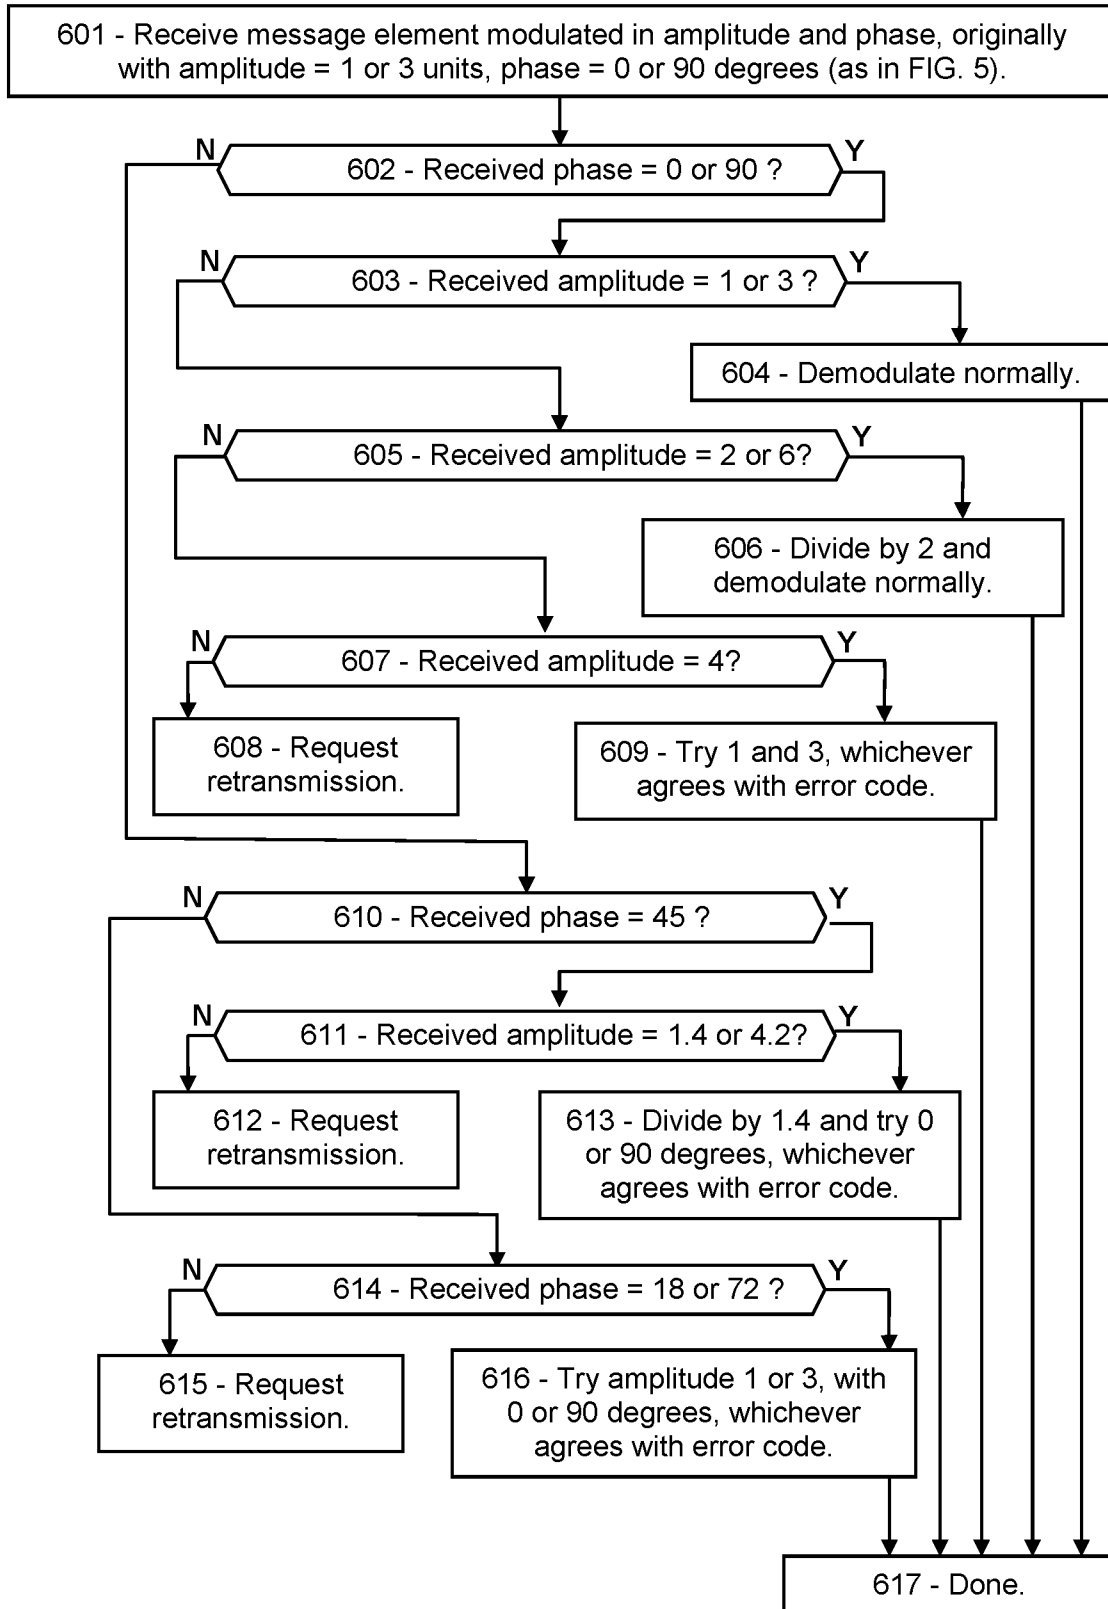 601 - Receive message element modulated in amplitude and phase, originally
with amplitude = 1 or 3 units, phase = 0 or 90 degrees (as in FIG. 5).
N
Y
602 - Received phase = 0 or 90 ?
N
Y
603 - Received amplitude = 1 or 3 ?
604 - Demodulate normally.
N
Y
605 - Received amplitude = 2 or 6?
606 - Divide by 2 and
demodulate normally.
N
Y
607 - Received amplitude = 4?
608 - Request
retransmission.
609 - Try 1 and 3, whichever
agrees with error code.
N
Y
610 - Received phase = 45 ?
N
Y
611 - Received amplitude = 1.4 or 4.2?
612 - Request
retransmission.
613 - Divide by 1.4 and try 0
or 90 degrees, whichever
agrees with error code.
N
Y
614 - Received phase = 18 or 72 ?
615 - Request
retransmission.
616 - Try amplitude 1 or 3, with
0 or 90 degrees, whichever
agrees with error code.
617 - Done.